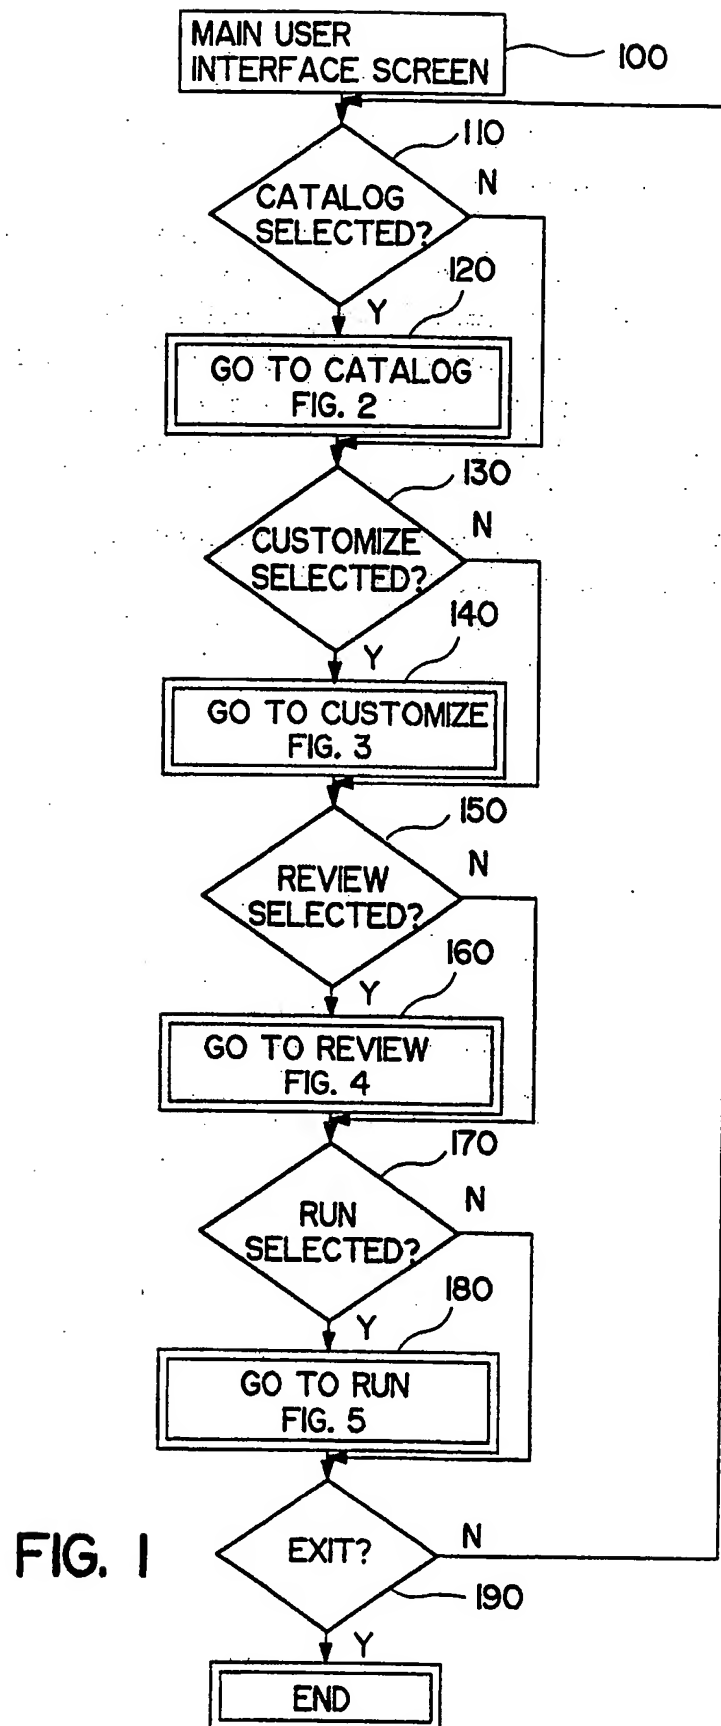 MAIN USER
INTERFACE SCREEN
100
110
N
CATALOG
SELECTED?
120
Y
GO TO CATALOG
FIG. 2
130
N
CUSTOMIZE
SELECTED?
140
Y
GO TO CUSTOMIZE
FIG. 3
150
N
REVIEW
SELECTED?
160
Y
GO TO REVIEW
FIG. 4
170
N
RUN
SELECTED?
180
Y
GO TO RUN
FIG. 5
FIG. 1
EXIT?
N
190
Y
END